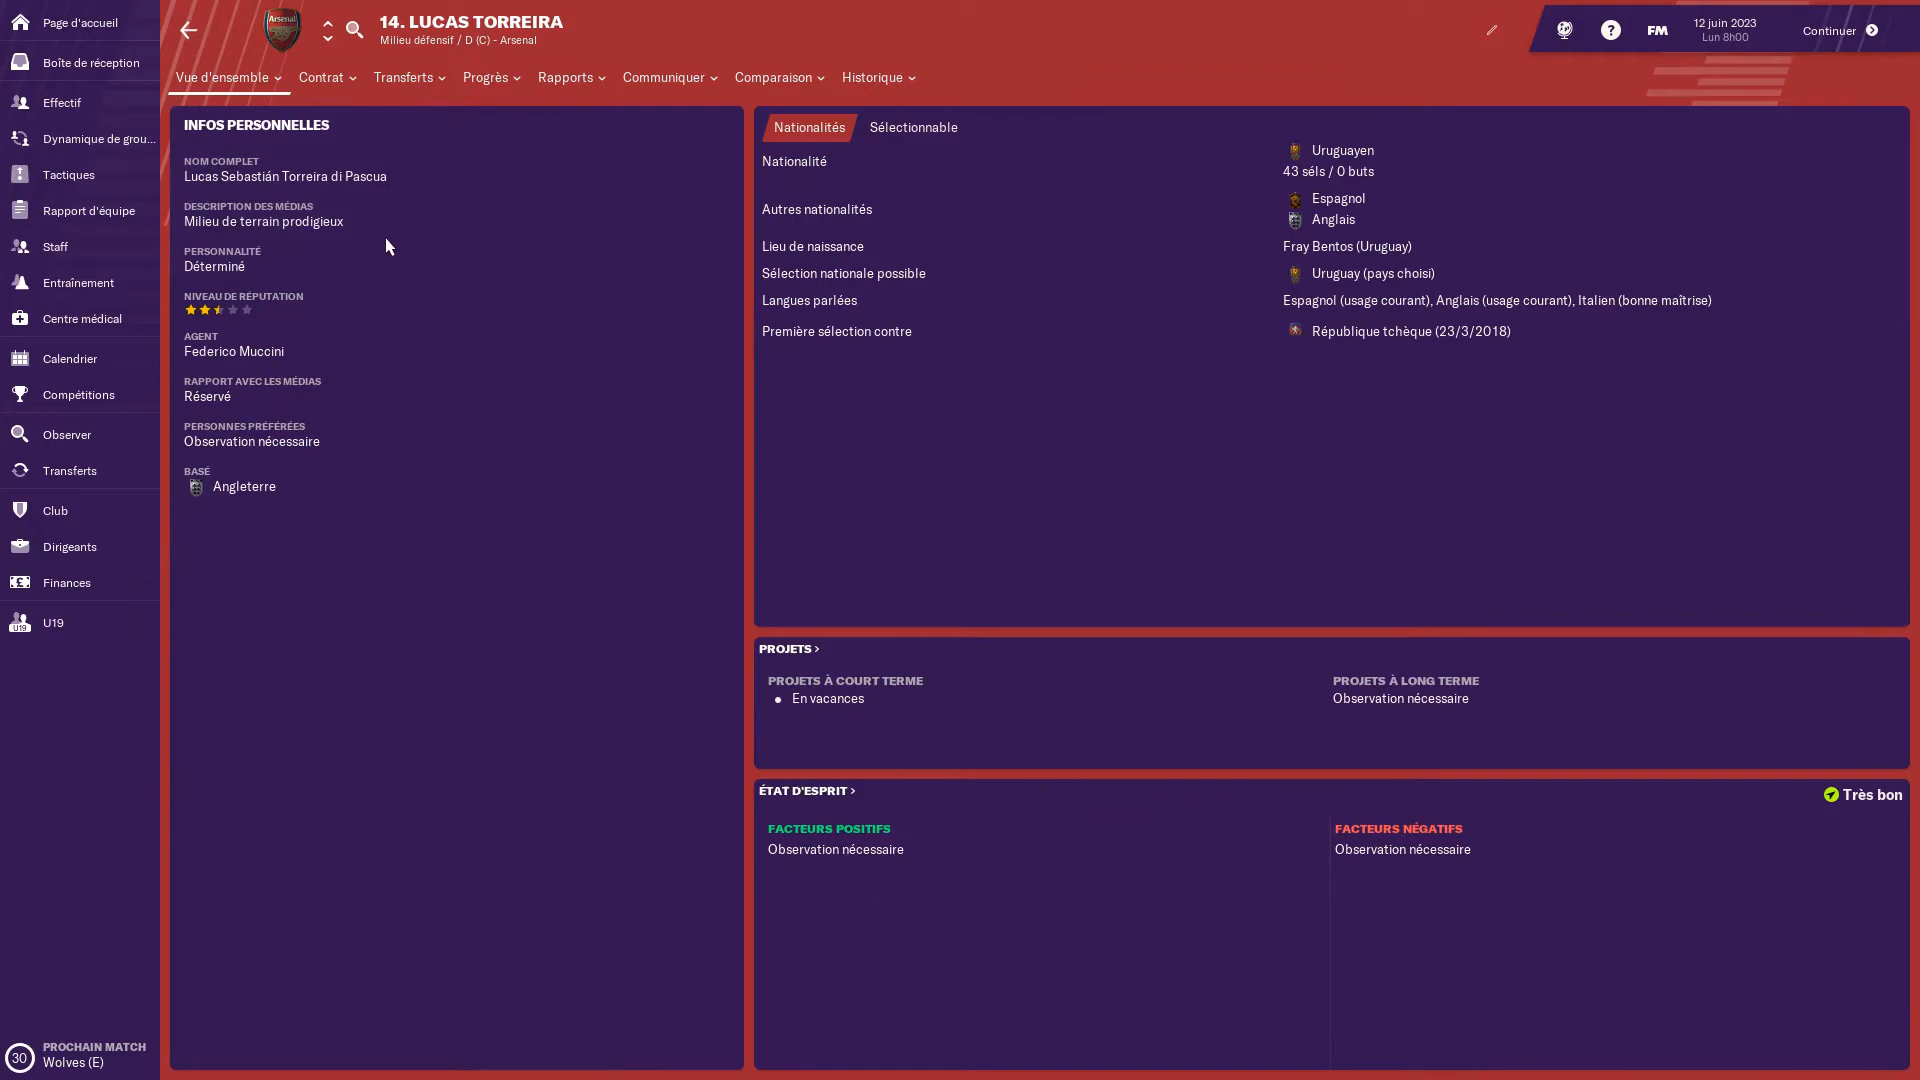 Page d'accueil
Boîte de réception
Effectif
Dynamique de grou...
Tactiques
Rapport d'équipe
Staff
Entraînement
Centre médical
Calendrier
Compétitions
Observer
Transferts
Club
Dirigeants
Finances
U19
U19
30
PROCHAIN MATCH
Wolves (E)
Arsenal
14. LUCAS TORREIRA
Milieu défensif / D (C) - Arsenal
?
FM
12 juin 2023
Lun 8h00
Continuer
Vue d'ensemble
Contrat
Transferts
Progrès
Rapports
Communiquer
Comparaison
Historique
INFOS PERSONNELLES
NOM COMPLET
Lucas Sebastián Torreira di Pascua
DESCRIPTION DES MÉDIAS
Milieu de terrain prodigieux
PERSONNALITÉ
Déterminé
NIVEAU DE RÉPUTATION
AGENT
Federico Muccini
RAPPORT AVEC LES MÉDIAS
Réservé
PERSONNES PRÉFÉRÉES
Observation nécessaire
BASÉ
Angleterre
Nationalités
Sélectionnable
Nationalité
Uruguayen
43 séls / 0 buts
Autres nationalités
Espagnol
Anglais
Lieu de naissance
Fray Bentos (Uruguay)
Sélection nationale possible
Uruguay (pays choisi)
Langues parlées
Espagnol (usage courant), Anglais (usage courant), Italien (bonne maîtrise)
Première sélection contre
République tchèque (23/3/2018)
PROJETS >
PROJETS À COURT TERME
• En vacances
PROJETS À LONG TERME
Observation nécessaire
ÉTAT D'ESPRIT >
Très bon
FACTEURS POSITIFS
Observation nécessaire
FACTEURS NÉGATIFS
Observation nécessaire